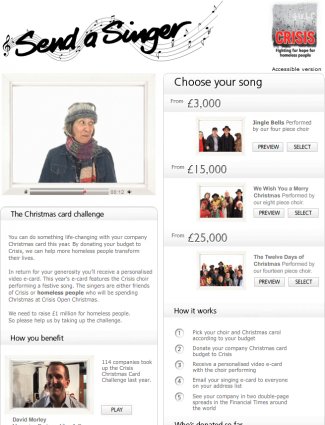 Send a Singer
CRISIS
Fighting for hope for
homeless people
Accessible version
00:12
The Christmas card challenge
You can do something life-changing with your company
Christmas card this year. By donating your budget to
Crisis, we can help more homeless people transform
their lives.
In return for your generosity you'll receive a personalised
video e-card. This year's e-card features the Crisis choir
performing a festive song. The singers are either friends
of Crisis or homeless people who will be spending
Christmas at Crisis Open Christmas.
We need to raise £1 million for homeless people.
So please help us by taking up the challenge.
How you benefit
114 companies took
up the Crisis
Christmas Card
Challenge last year.
PLAY
David Morley
Choose your song
From £3,000
Jingle Bells Performed
by our four piece choir
PREVIEW SELECT
From £15,000
We Wish You a Merry
Christmas Performed by
our eight piece choir
PREVIEW SELECT
From £25,000
The Twelve Days of
Christmas Performed by
our fourteen piece choir
PREVIEW SELECT
How it works
1 Pick your choir and Christmas carol
according to your budget
2 Donate your company Christmas card
budget to Crisis
3 Receive a personalised e-mail video-card
with the choir performing
4 Email your singing e-card to everyone
on your address list
5 See your company in two double-page
spreads in the Financial Times around
the world
Who's donated so far